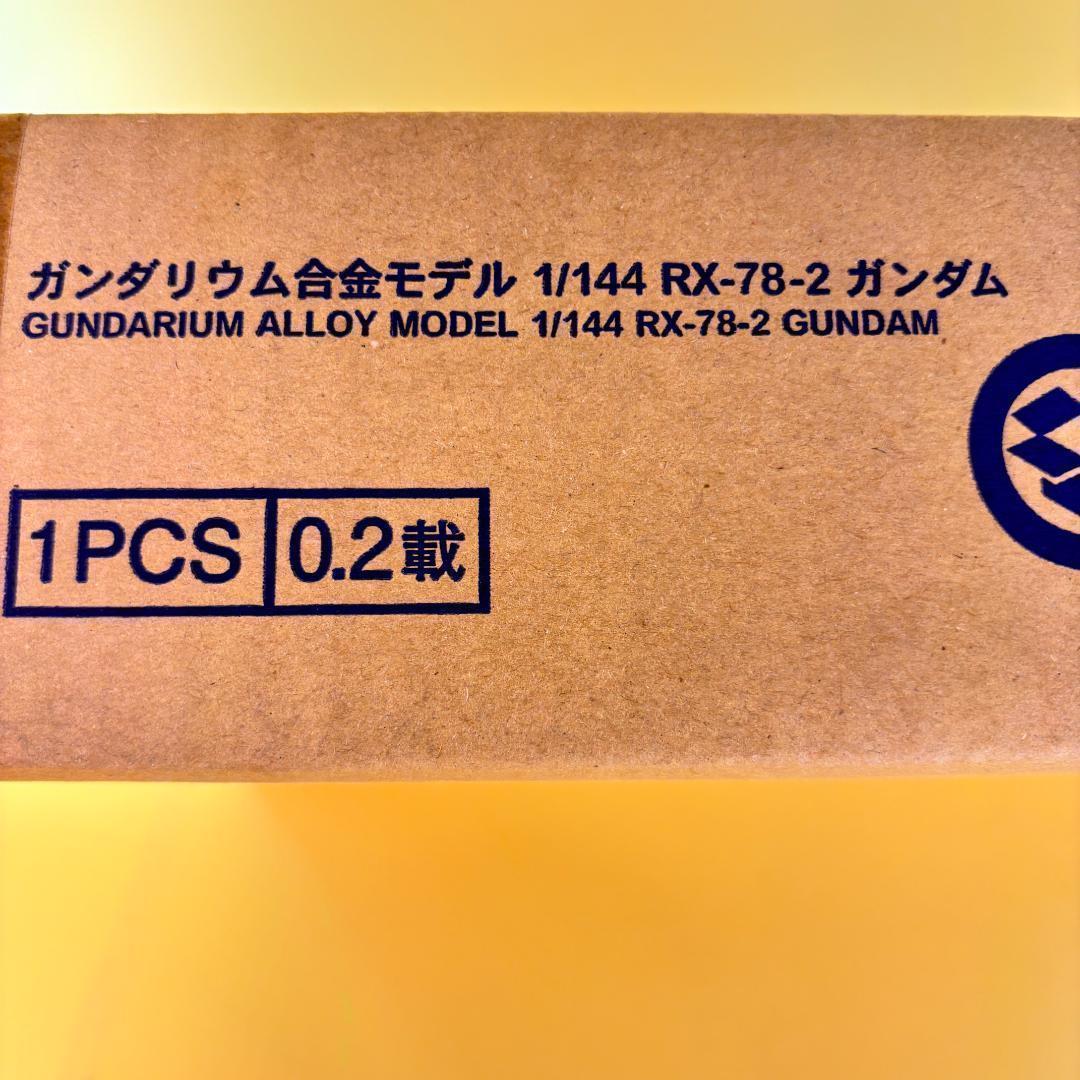 ガンダリウム合金モデル 1/144 RX-78-2 ガンダム
GUNDARIUM ALLOY MODEL 1/144 RX-78-2 GUNDAM
1PCS 0.2載